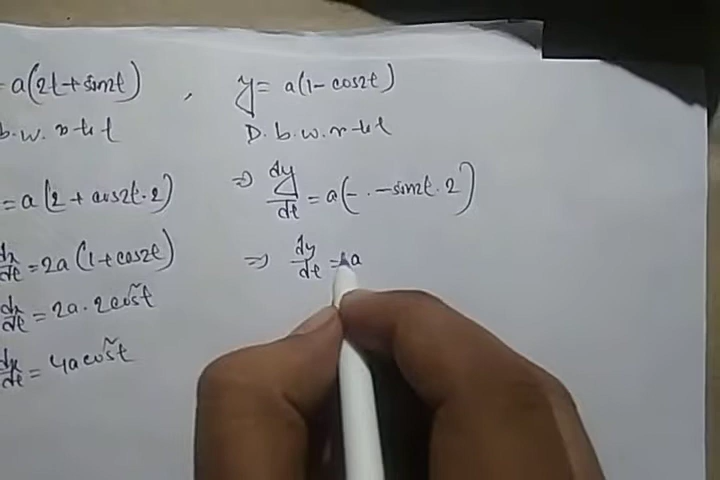 = a(2t + sin2t) , y = a(1 - cos2t)
b.w.r.to t D.b.w.r.to t
= a(2 + cos2t.2) ⇒ dy/dt = a(- . -sin2t.2)
dx/dt = 2a(1 + cos2t) ⇒ dy/dt = a
dx/dt = 2a.2cos²t
dx/dt = 4acos²t